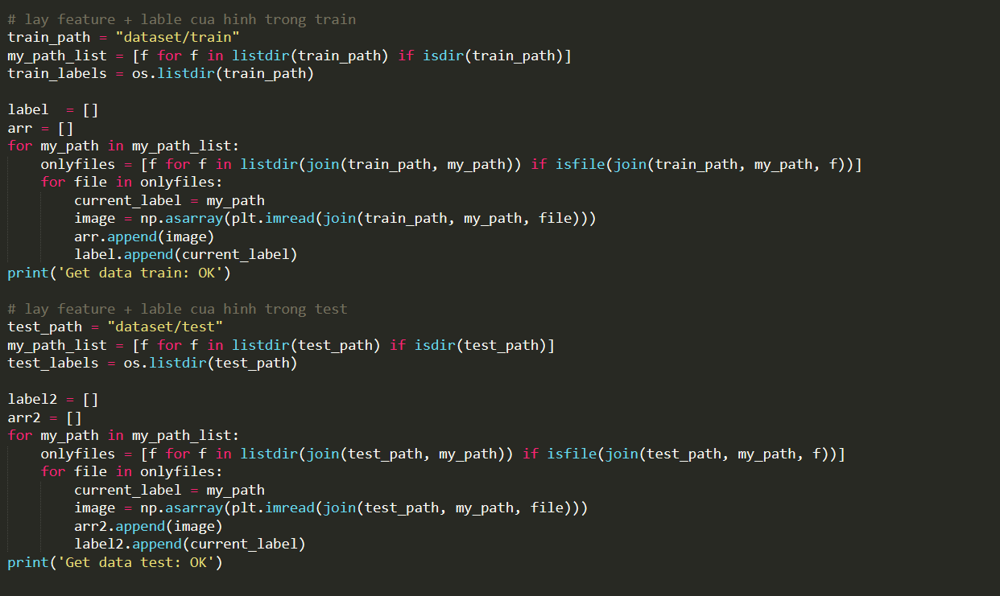 # lay feature + lable cua hinh trong train
train_path = "dataset/train"
my_path_list = [f for f in listdir(train_path) if isdir(train_path)]
train_labels = os.listdir(train_path)

label  = []
arr = []
for my_path in my_path_list:
    onlyfiles = [f for f in listdir(join(train_path, my_path)) if isfile(join(train_path, my_path, f))]
    for file in onlyfiles:
        current_label = my_path
        image = np.asarray(plt.imread(join(train_path, my_path, file)))
        arr.append(image)
        label.append(current_label)
print('Get data train: OK')

# lay feature + lable cua hinh trong test
test_path = "dataset/test"
my_path_list = [f for f in listdir(test_path) if isdir(test_path)]
test_labels = os.listdir(test_path)

label2 = []
arr2 = []
for my_path in my_path_list:
    onlyfiles = [f for f in listdir(join(test_path, my_path)) if isfile(join(test_path, my_path, f))]
    for file in onlyfiles:
        current_label = my_path
        image = np.asarray(plt.imread(join(test_path, my_path, file)))
        arr2.append(image)
        label2.append(current_label)
print('Get data test: OK')